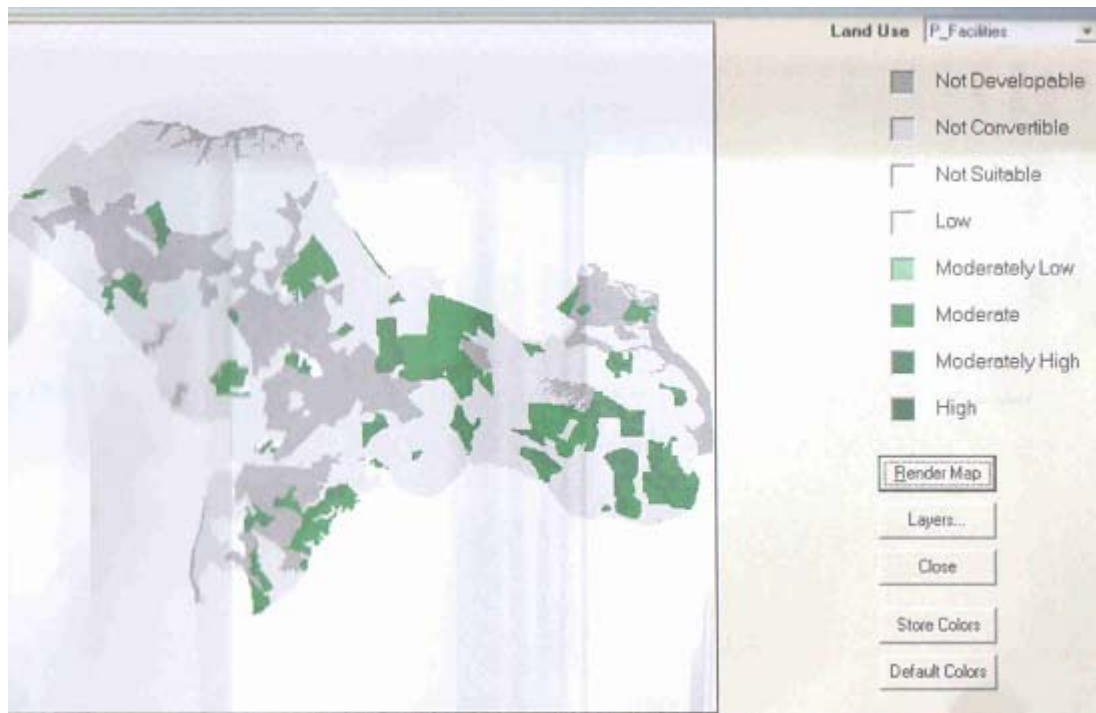 Land Use P_Facilities
Not Developable
Not Convertible
Not Suitable
Low
Moderately Low
Moderate
Moderately High
High
Render Map
Layers...
Close
Store Colors
Default Colors